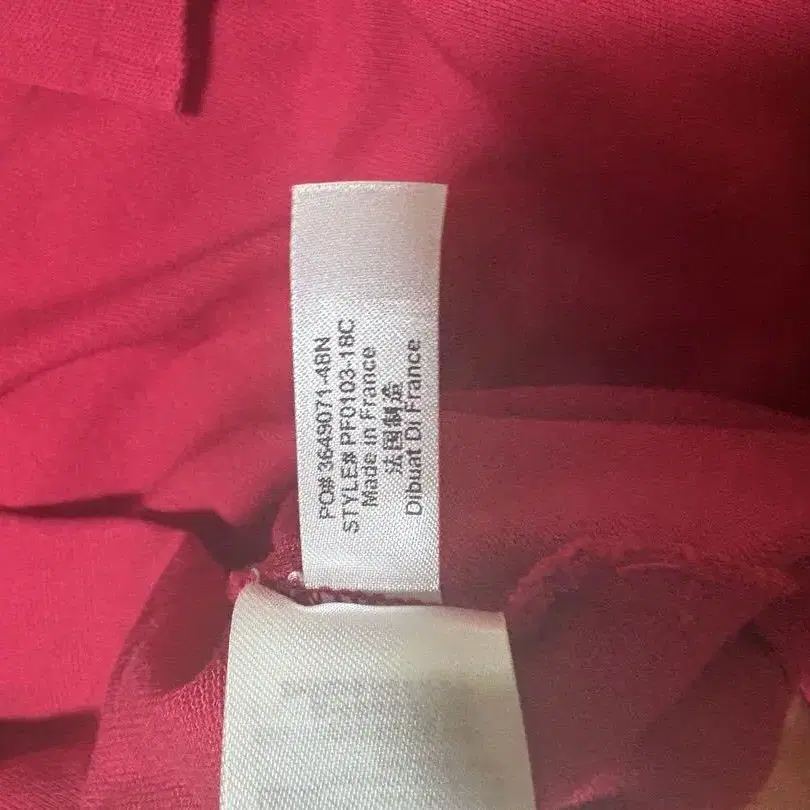 PO# 3649071-48N
STYLE# PF0103-18C
Made in France
法国制造
Dibuat Di France